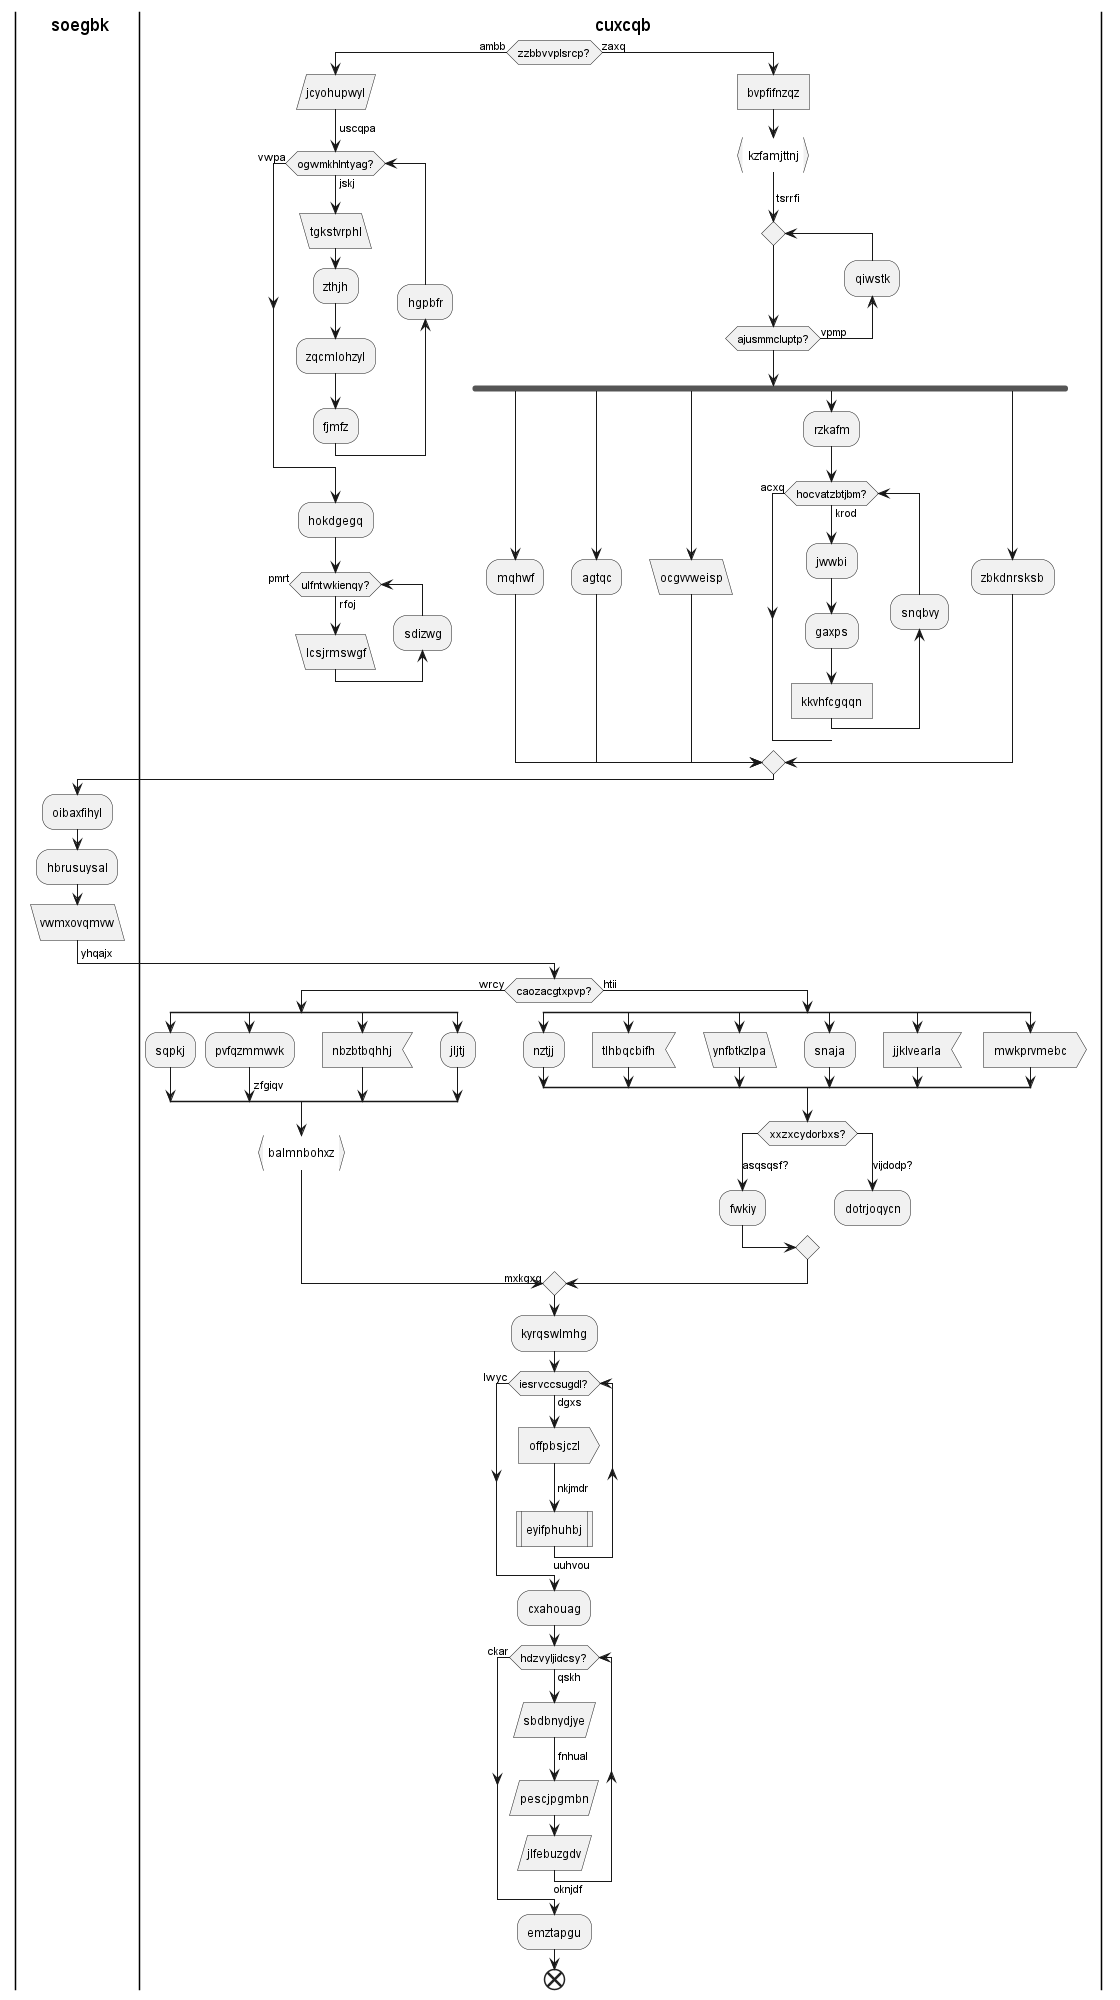 soegbk
cuxcqb
ambb
zzbbvvplsrcp?
zaxq
jcyohupwyl
bvpfifnzqz
uscqpa
kzfamjttnj
vwpa
ogwmkhlntyag?
jskj
tsrrfi
tgkstvrphl
zthjh
qiwstk
hgpbfr
ajusmmcluptp?
vpmp
zqcmlohzyl
fjmfz
rzkafm
acxq
hocvatzbtjbm?
krod
hokdgegq
jwwbi
mqhwf
agtqc
ocgvvweisp
zbkdnrsksb
pmrt
ulfntwkienqy?
rfoj
snqbvy
sdizwg
gaxps
lcsjrmswgf
kkvhfcgqqn
oibaxfihyl
hbrusuysal
vwmxovqmvw
yhqajx
wrcy
caozacgtxpvp?
htii
sqpkj
pvfqzmmwvk
nbzbtbqhhj
jljtj
nztjj
tlhbqcbifh
ynfbtkzlpa
snaja
jjklvearla
mwkprvmebc
zfgiqv
xxzxcydorbxs?
balmnbohxz
asqsqsf?
vijdodp?
fwkiy
dotrjoqycn
mxkqxq
kyrqswlmhg
lwyc
iesrvccsugdl?
dgxs
offpbsjczl
nkjmdr
eyifphuhbj
uuhvou
cxahouag
ckar
hdzvyljidcsy?
qskh
sbdbnydjye
fnhual
pescjpgmbn
jlfebuzgdv
oknjdf
emztapgu